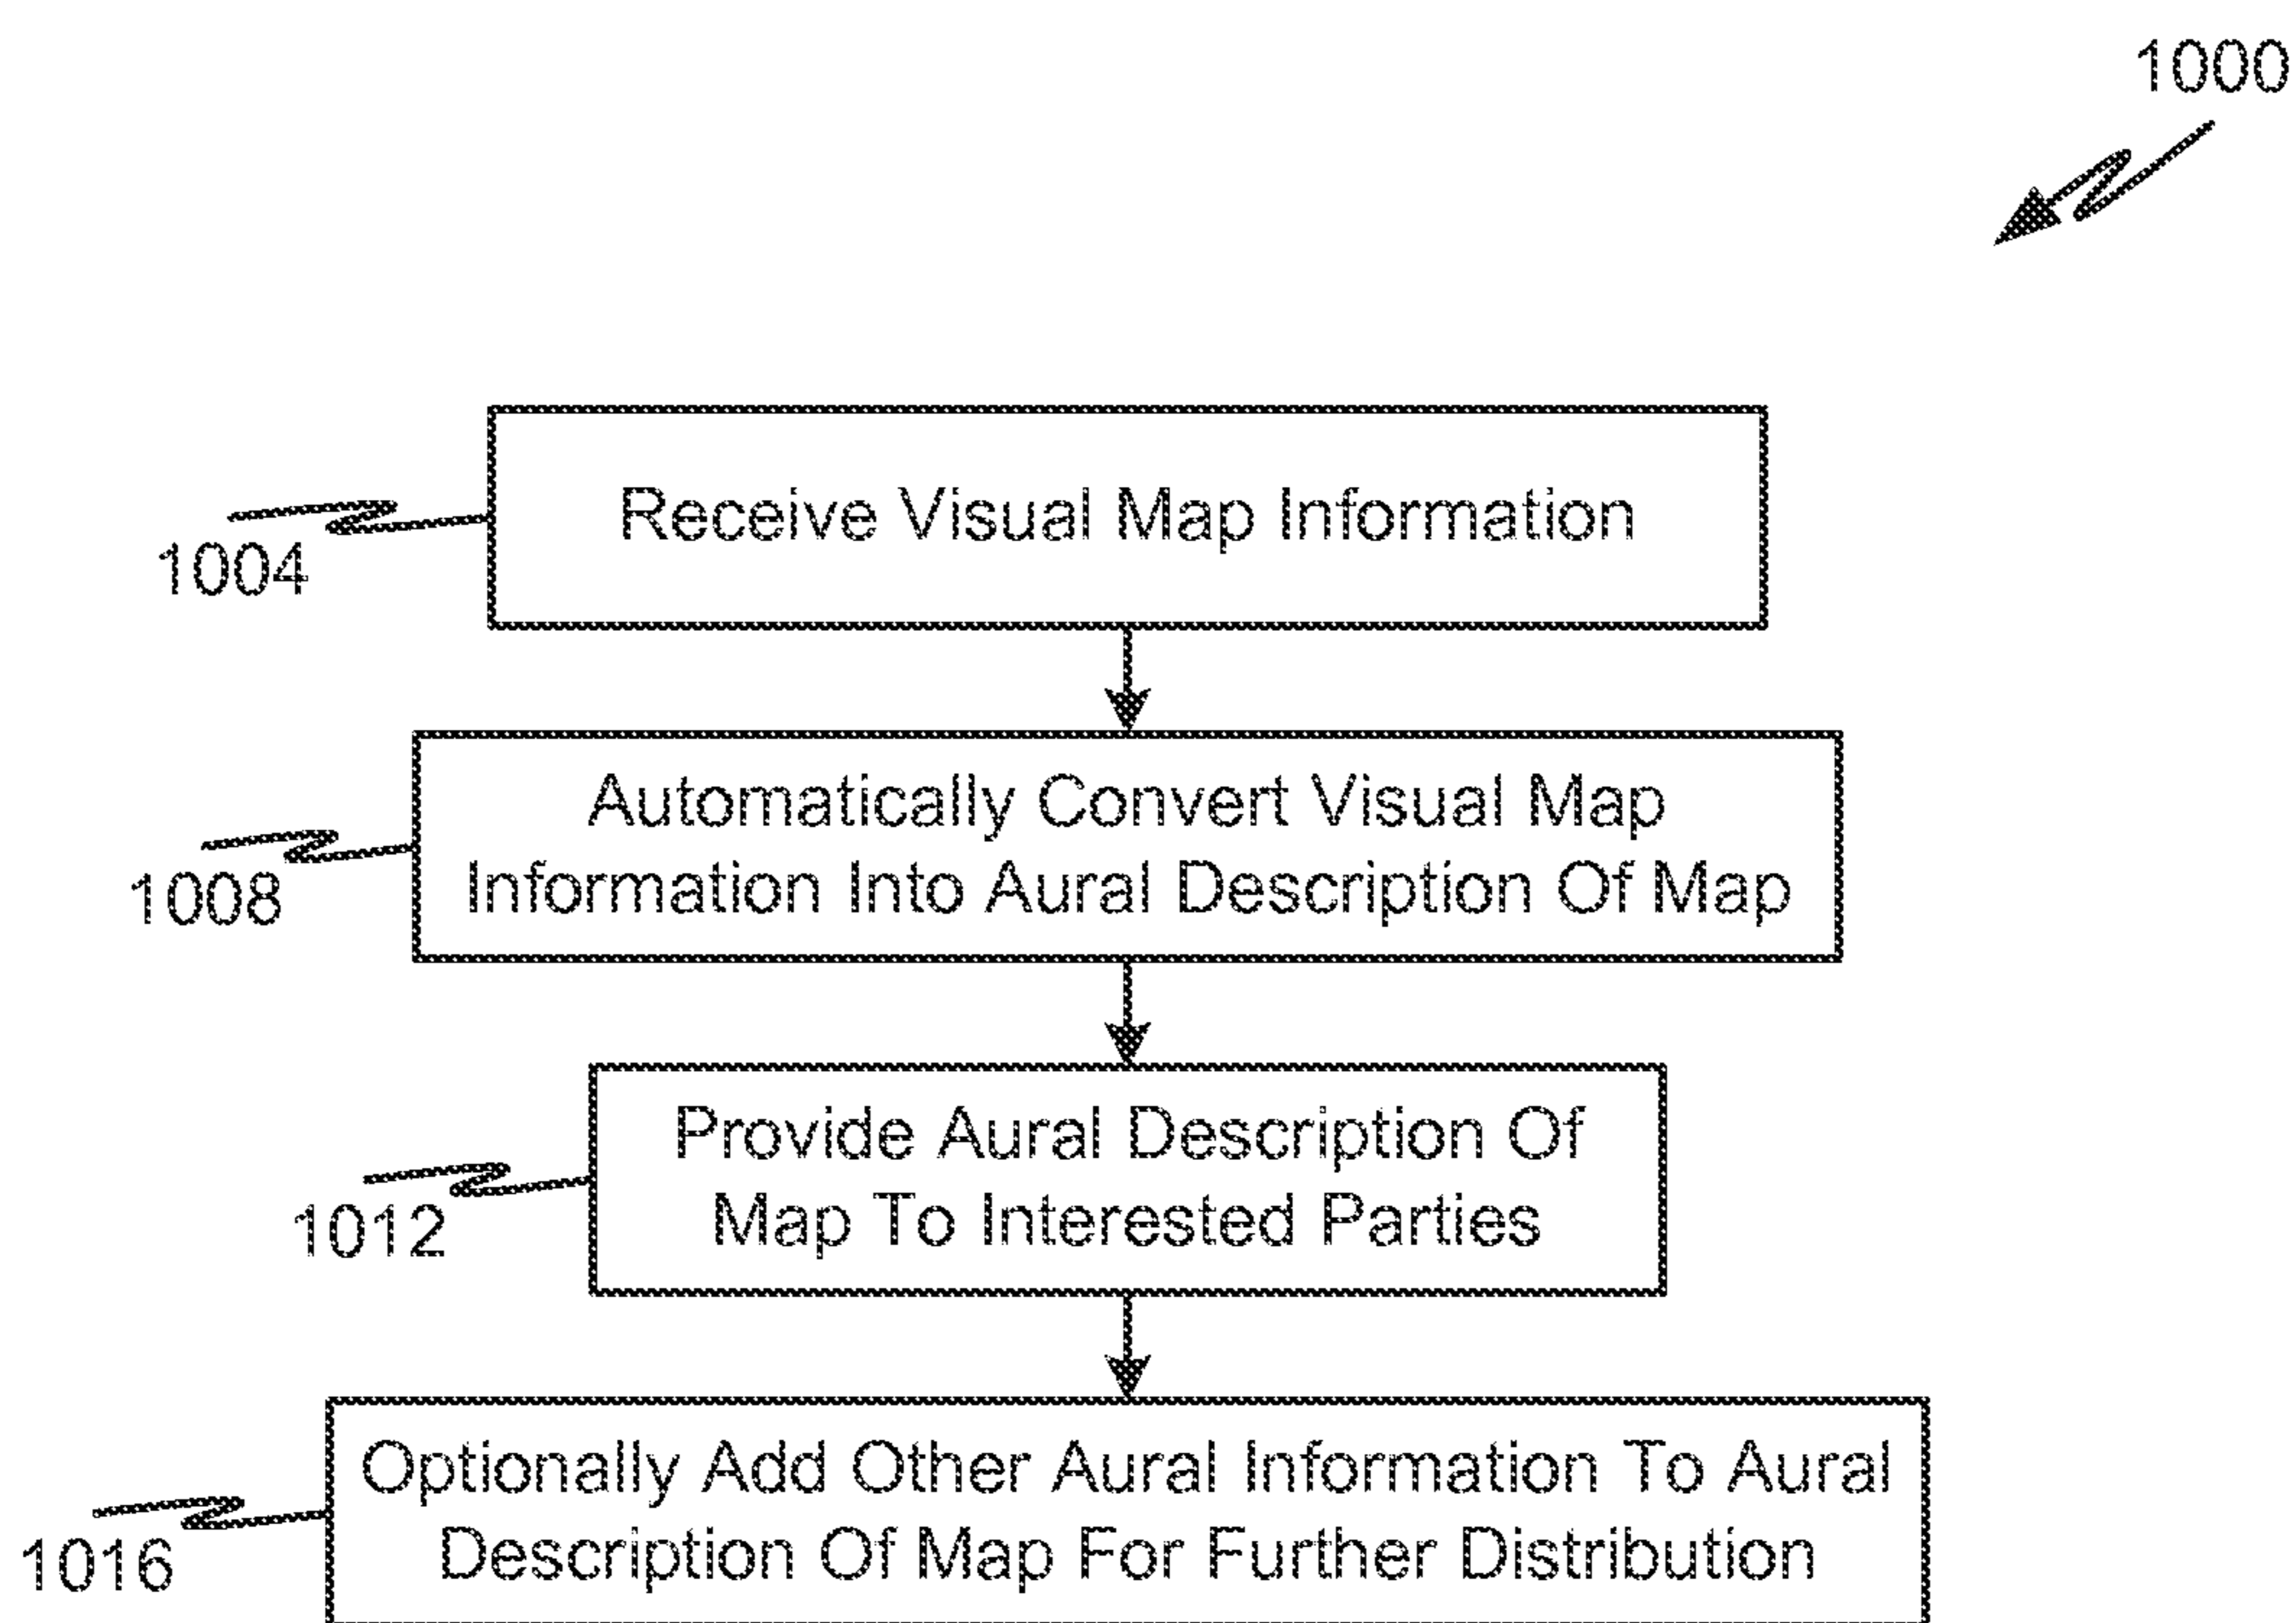 1000
Receive Visual Map Information
1004
Automatically Convert Visual Map
Information Into Aural Description Of Map
1008
Provide Aural Description Of
Map To Interested Parties
1012
Optionally Add Other Aural Information To Aural
Description Of Map For Further Distribution
1016